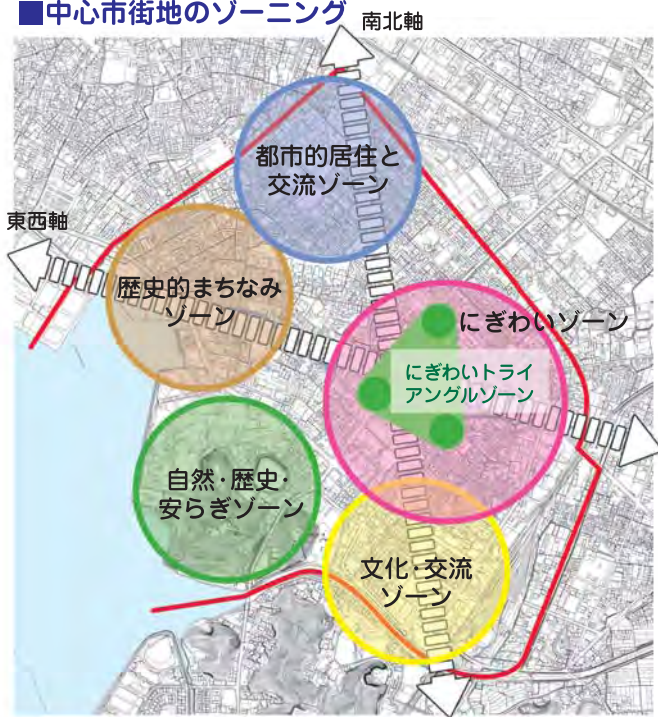 ■中心市街地のゾーニング
南北軸
都市的居住と
交流ゾーン
東西軸
歴史的まちなみ
ゾーン
にぎわいゾーン
にぎわいトライ
アングルゾーン
自然・歴史・
安らぎゾーン
文化・交流
ゾーン